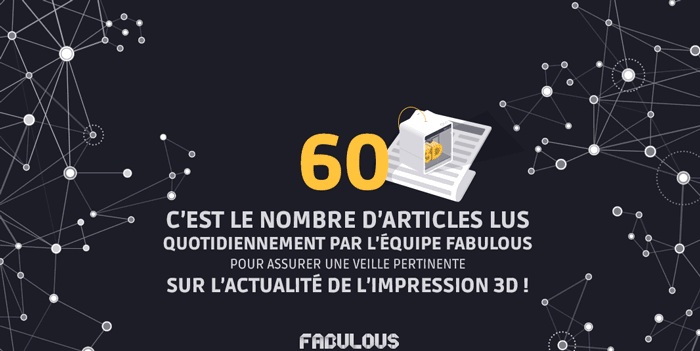 60
3D
C'EST LE NOMBRE D'ARTICLES LUS
QUOTIDIENNEMENT PAR L'ÉQUIPE FABULOUS
POUR ASSURER UNE VEILLE PERTINENTE
SUR L'ACTUALITÉ DE L'IMPRESSION 3D !
FABULOUS